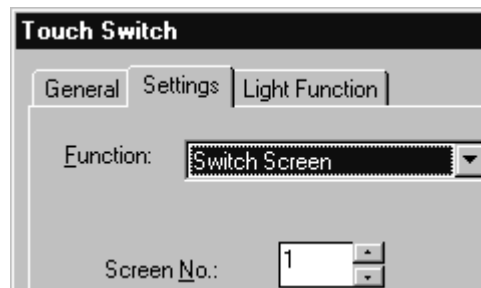 Touch Switch
General Settings Light Function
Function: Switch Screen
Screen No.: 1